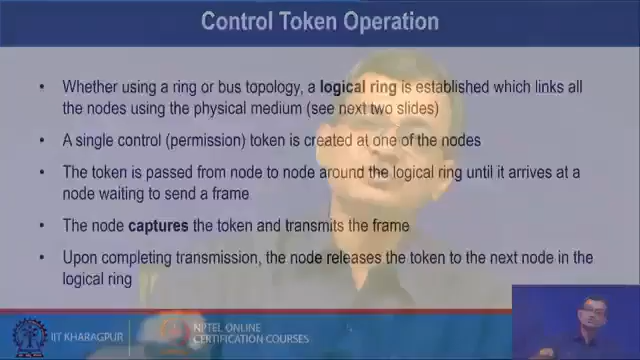 Control Token Operation
• Whether using a ring or bus topology, a logical ring is established which links all
the nodes using the physical medium (see next two slides)
• A single control (permission) token is created at one of the nodes
• The token is passed from node to node around the logical ring until it arrives at a
node waiting to send a frame
• The node captures the token and transmits the frame
• Upon completing transmission, the node releases the token to the next node in the
logical ring
IIT KHARAGPUR
NPTEL ONLINE
CERTIFICATION COURSES